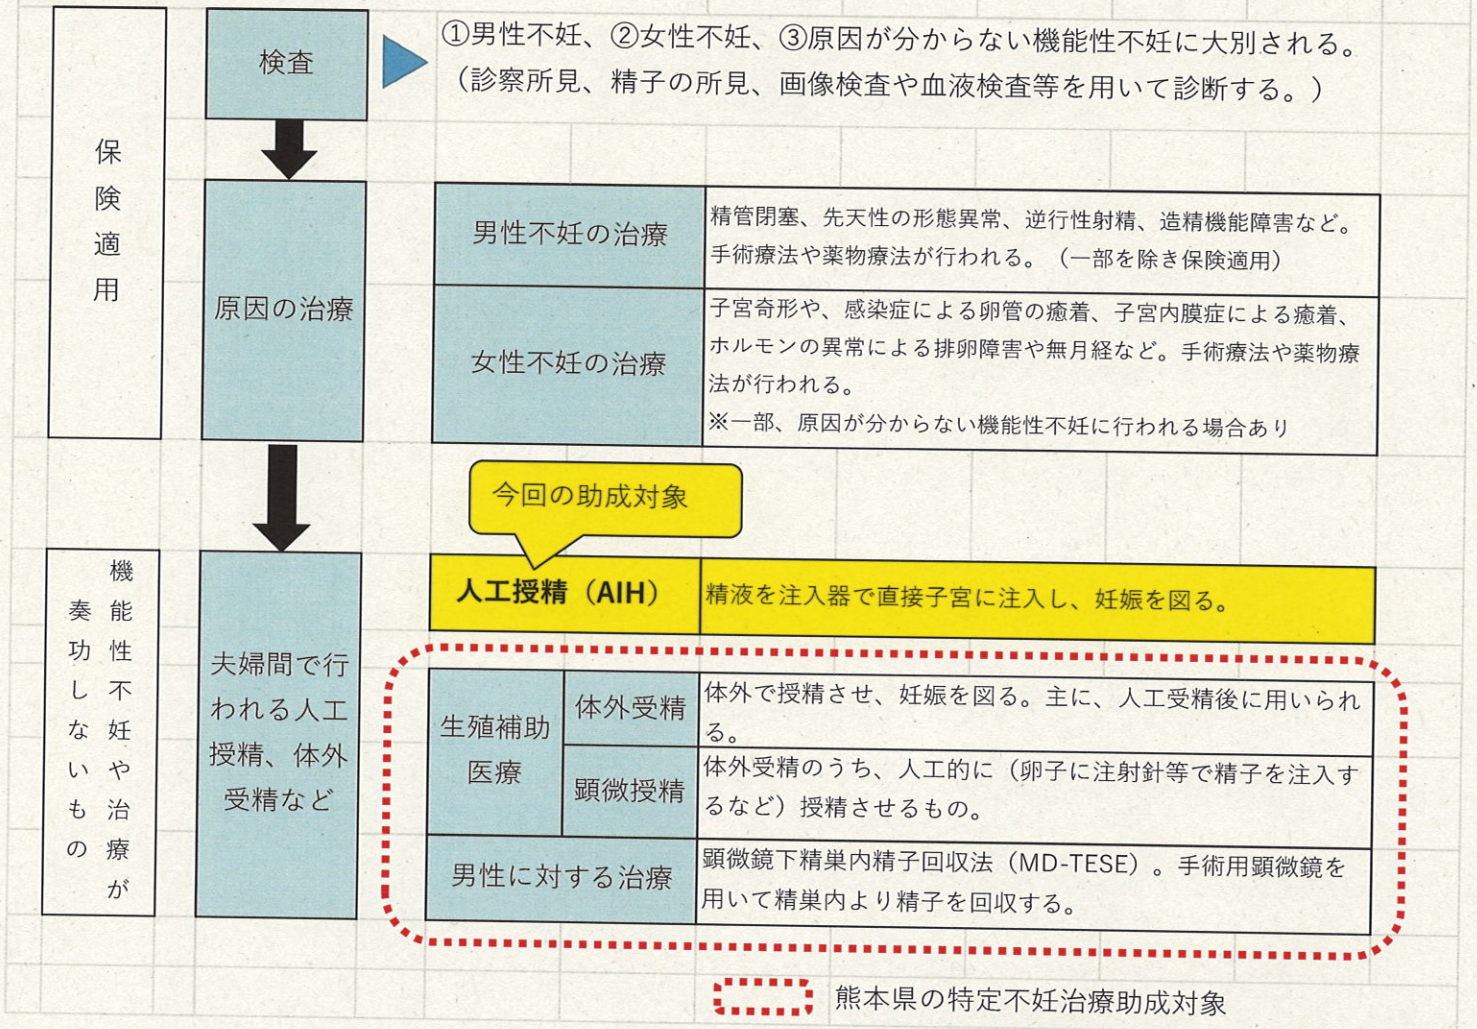 保険適用
検査
①男性不妊、②女性不妊、③原因が分からない機能性不妊に大別される。
（診察所見、精子の所見、画像検査や血液検査等を用いて診断する。）
原因の治療
男性不妊の治療
精管閉塞、先天性の形態異常、逆行性射精、造精機能障害など。
手術療法や薬物療法が行われる。（一部を除き保険適用）
女性不妊の治療
子宮奇形や、感染症による卵管の癒着、子宮内膜症による癒着、
ホルモンの異常による排卵障害や無月経など。手術療法や薬物療
法が行われる。
※一部、原因が分からない機能性不妊に行われる場合あり
機能性不妊や治療が
奏功しないもの
夫婦間で行
われる人工
授精、体外
受精など
今回の助成対象
人工授精（AIH）
精液を注入器で直接子宮に注入し、妊娠を図る。
生殖補助
医療
体外受精
体外で授精させ、妊娠を図る。主に、人工受精後に用いられ
る。
顕微授精
体外受精のうち、人工的に（卵子に注射針等で精子を注入す
るなど）授精させるもの。
男性に対する治療
顕微鏡下精巣内精子回収法（MD-TESE）。手術用顕微鏡を
用いて精巣内より精子を回収する。
熊本県の特定不妊治療助成対象